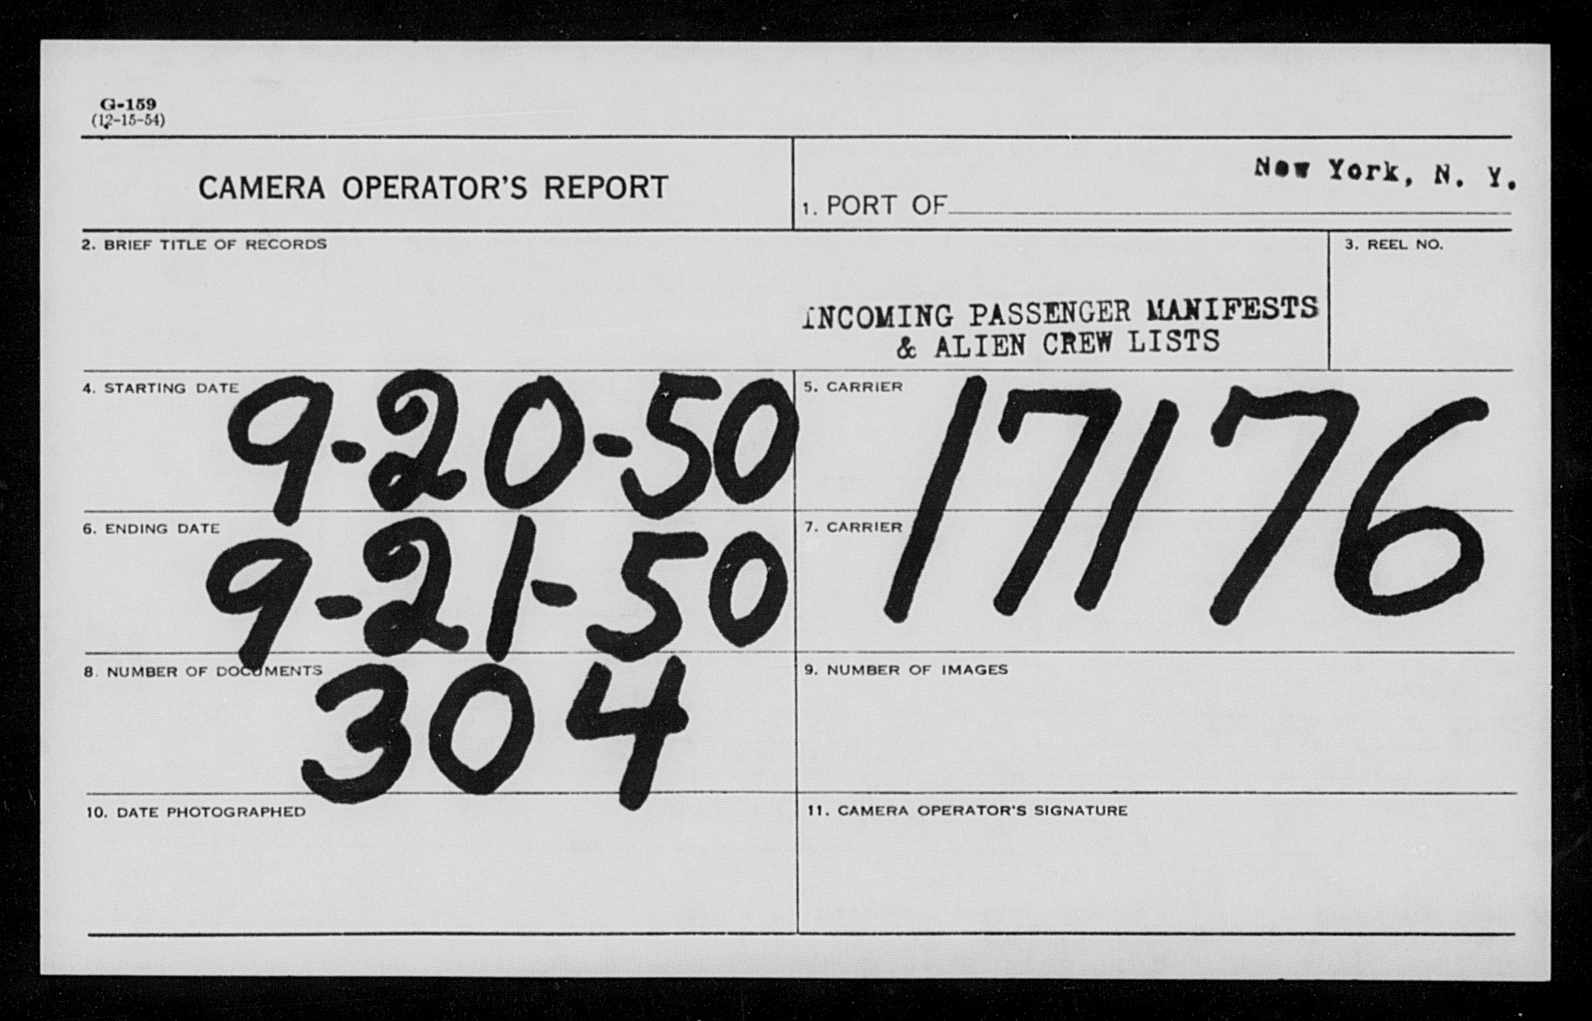 G-159
(12-15-54)
CAMERA OPERATOR'S REPORT
1. PORT OF New York, N. Y.
2. BRIEF TITLE OF RECORDS
INCOMING PASSENGER MANIFESTS
& ALIEN CREW LISTS
3. REEL NO.
4. STARTING DATE 9-20-50
5. CARRIER
17176
6. ENDING DATE 9-21-50
7. CARRIER
8. NUMBER OF DOCUMENTS 304
9. NUMBER OF IMAGES
10. DATE PHOTOGRAPHED
11. CAMERA OPERATOR'S SIGNATURE